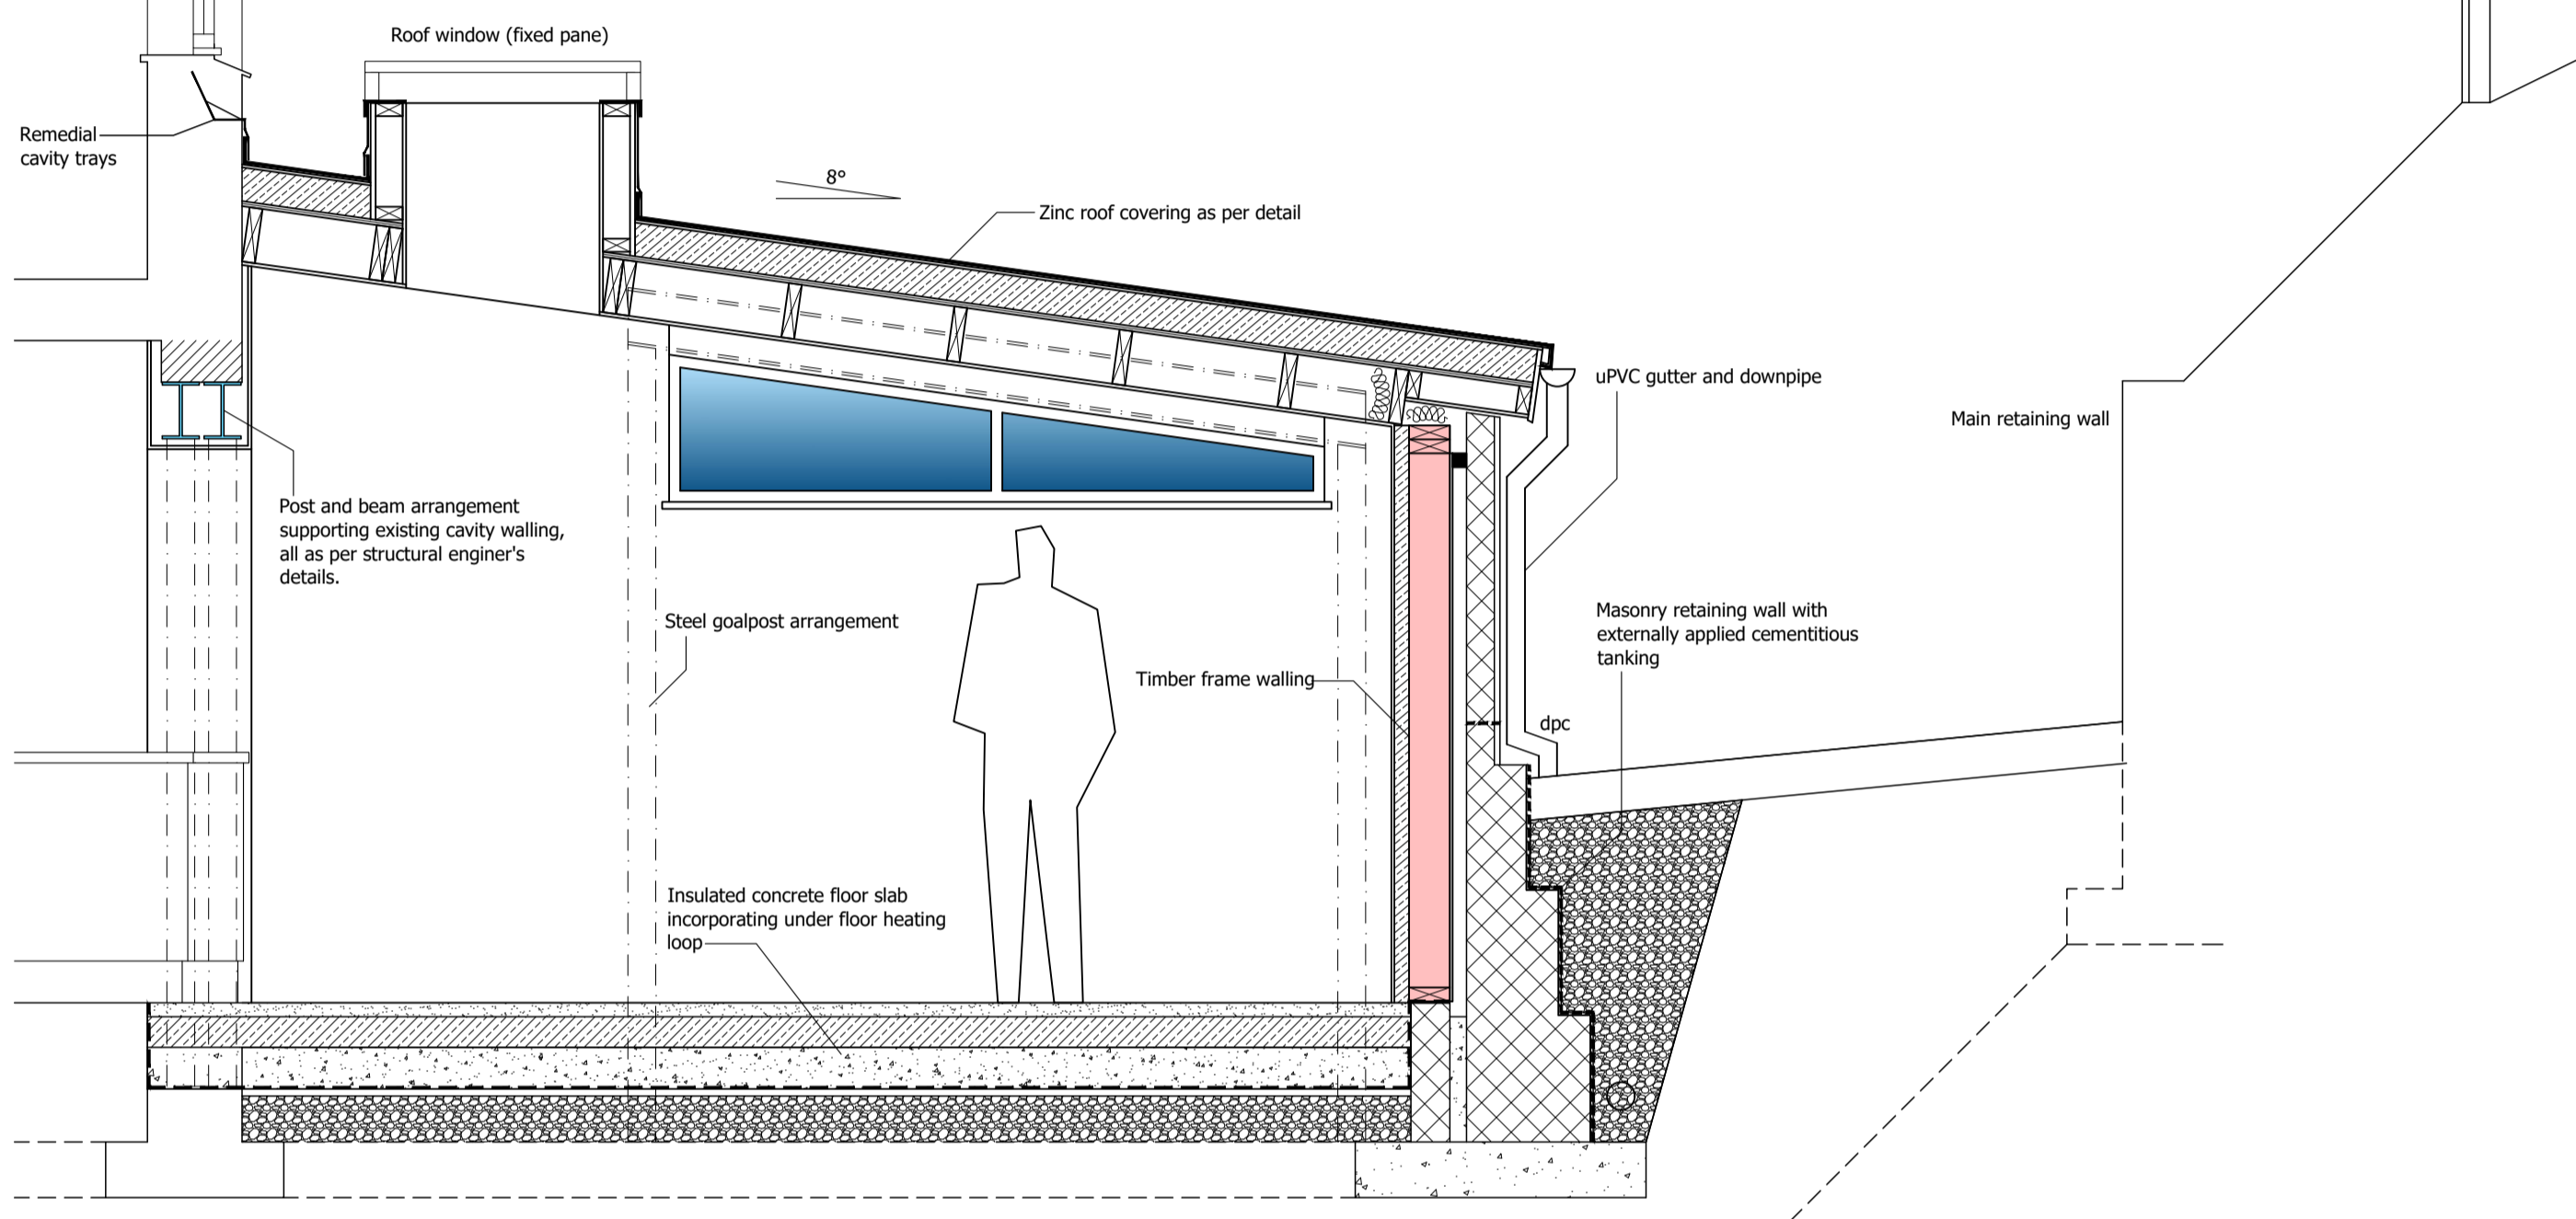 Roof window (fixed pane)
Remedial
cavity trays
8°
Zinc roof covering as per detail
uPVC gutter and downpipe
Main retaining wall
Post and beam arrangement
supporting existing cavity walling,
all as per structural enginer's
details.
Steel goalpost arrangement
Masonry retaining wall with
externally applied cementitious
tanking
Timber frame walling
dpc
Insulated concrete floor slab
incorporating under floor heating
loop